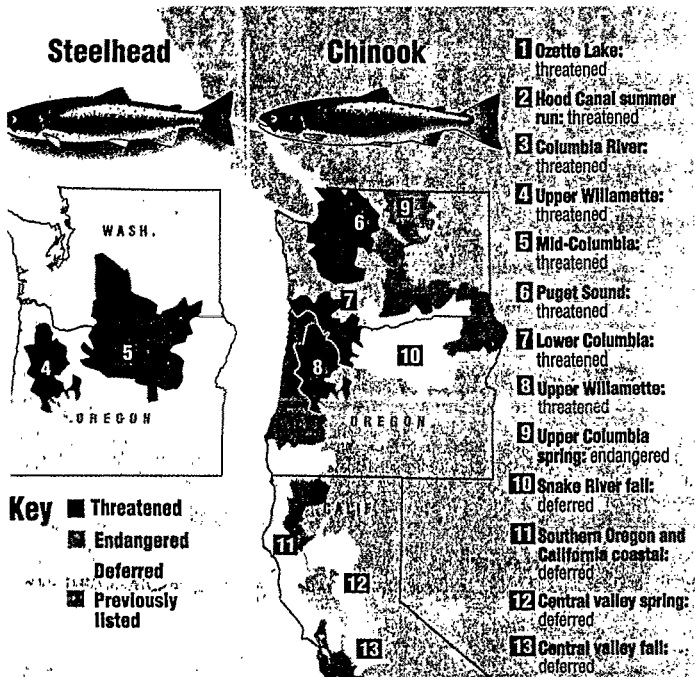 Steelhead
Chinook
1 Ozette Lake:
threatened
2 Hood Canal summer
run: threatened
3 Columbia River:
threatened
4 Upper Willamette:
threatened
5 Mid-Columbia:
threatened
6 Puget Sound:
threatened
7 Lower Columbia:
threatened
8 Upper Willamette:
threatened
9 Upper Columbia
spring: endangered
10 Snake River fall:
deferred
11 Southern Oregon and
California coastal:
deferred
12 Central valley spring:
deferred
13 Central valley fall:
deferred
WASH.
4
5
OREGON
6
9
7
8
10
OREGON
CALIF
11
12
13
Key
Threatened
Endangered
Deferred
Previously
listed